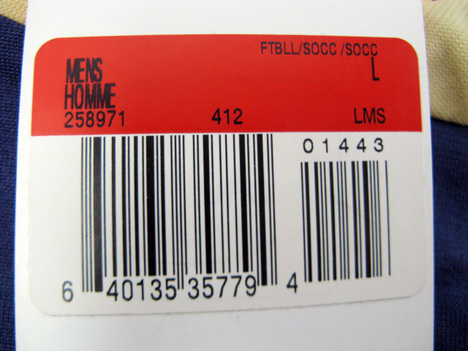 FTBLL/SOCC /SOCC
MENS L
HOMME
258971 412 LMS
01443
6 40135 35779 4